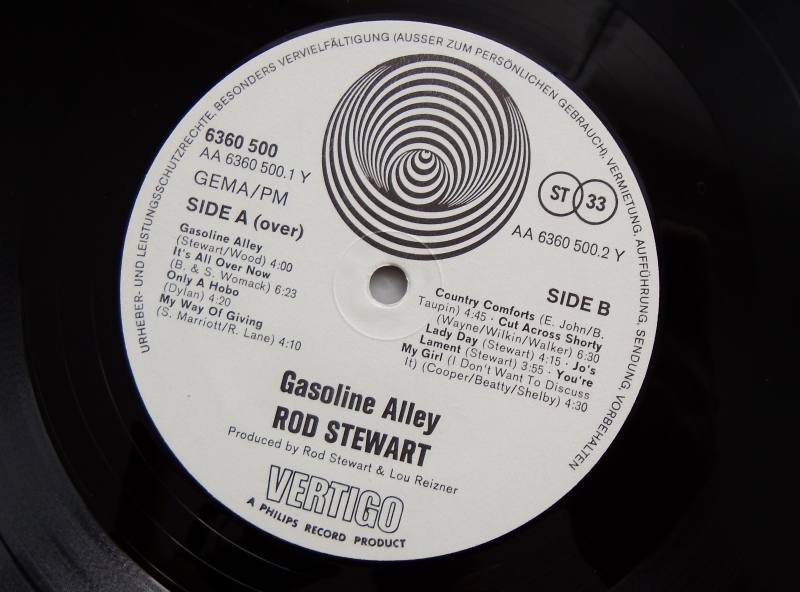 URHEBER- UND LEISTUNGSSCHUTZRECHTE, BESONDERS VERVIELFÄLTIGUNG (AUSSER ZUM PERSÖNLICHEN GEBRAUCH), VERMIETUNG, AUFFÜHRUNG, SENDUNG, VORBEHALTEN
6360 500
AA 6360 500.1 Y
GEMA/PM
SIDE A (over)
Gasoline Alley
(Stewart/Wood) 4:00
It's All Over Now
(B. & S. Womack) 6:23
Only A Hobo
(Dylan) 4:20
My Way Of Giving
(S. Marriott/R. Lane) 4:10
ST 33
AA 6360 500.2 Y
SIDE B
Country Comforts (E. John/B.
Taupin) 4:45 · Cut Across Shorty
(Wayne/Wilkin/Walker) 6:30
Lady Day (Stewart) 4:15 · Jo's
Lament (Stewart) 3:55 · You're
My Girl (I Don't Want To Discuss
It) (Cooper/Beatty/Shelby) 4:30
Gasoline Alley
ROD STEWART
Produced by Rod Stewart & Lou Reizner
VERTIGO
A PHILIPS RECORD PRODUCT